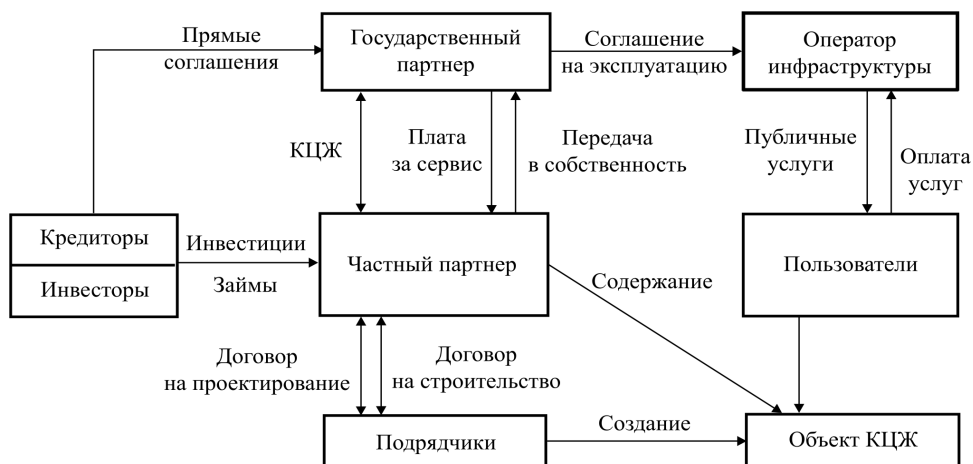 Прямые
соглашения
Государственный
партнер
Соглашение
на эксплуатацию
Оператор
инфраструктуры
КЦЖ
Плата
за сервис
Передача
в собственность
Публичные
услуги
Оплата
услуг
Кредиторы
Инвесторы
Инвестиции
Займы
Частный партнер
Содержание
Пользователи
Договор
на проектирование
Договор
на строительство
Подрядчики
Создание
Объект КЦЖ